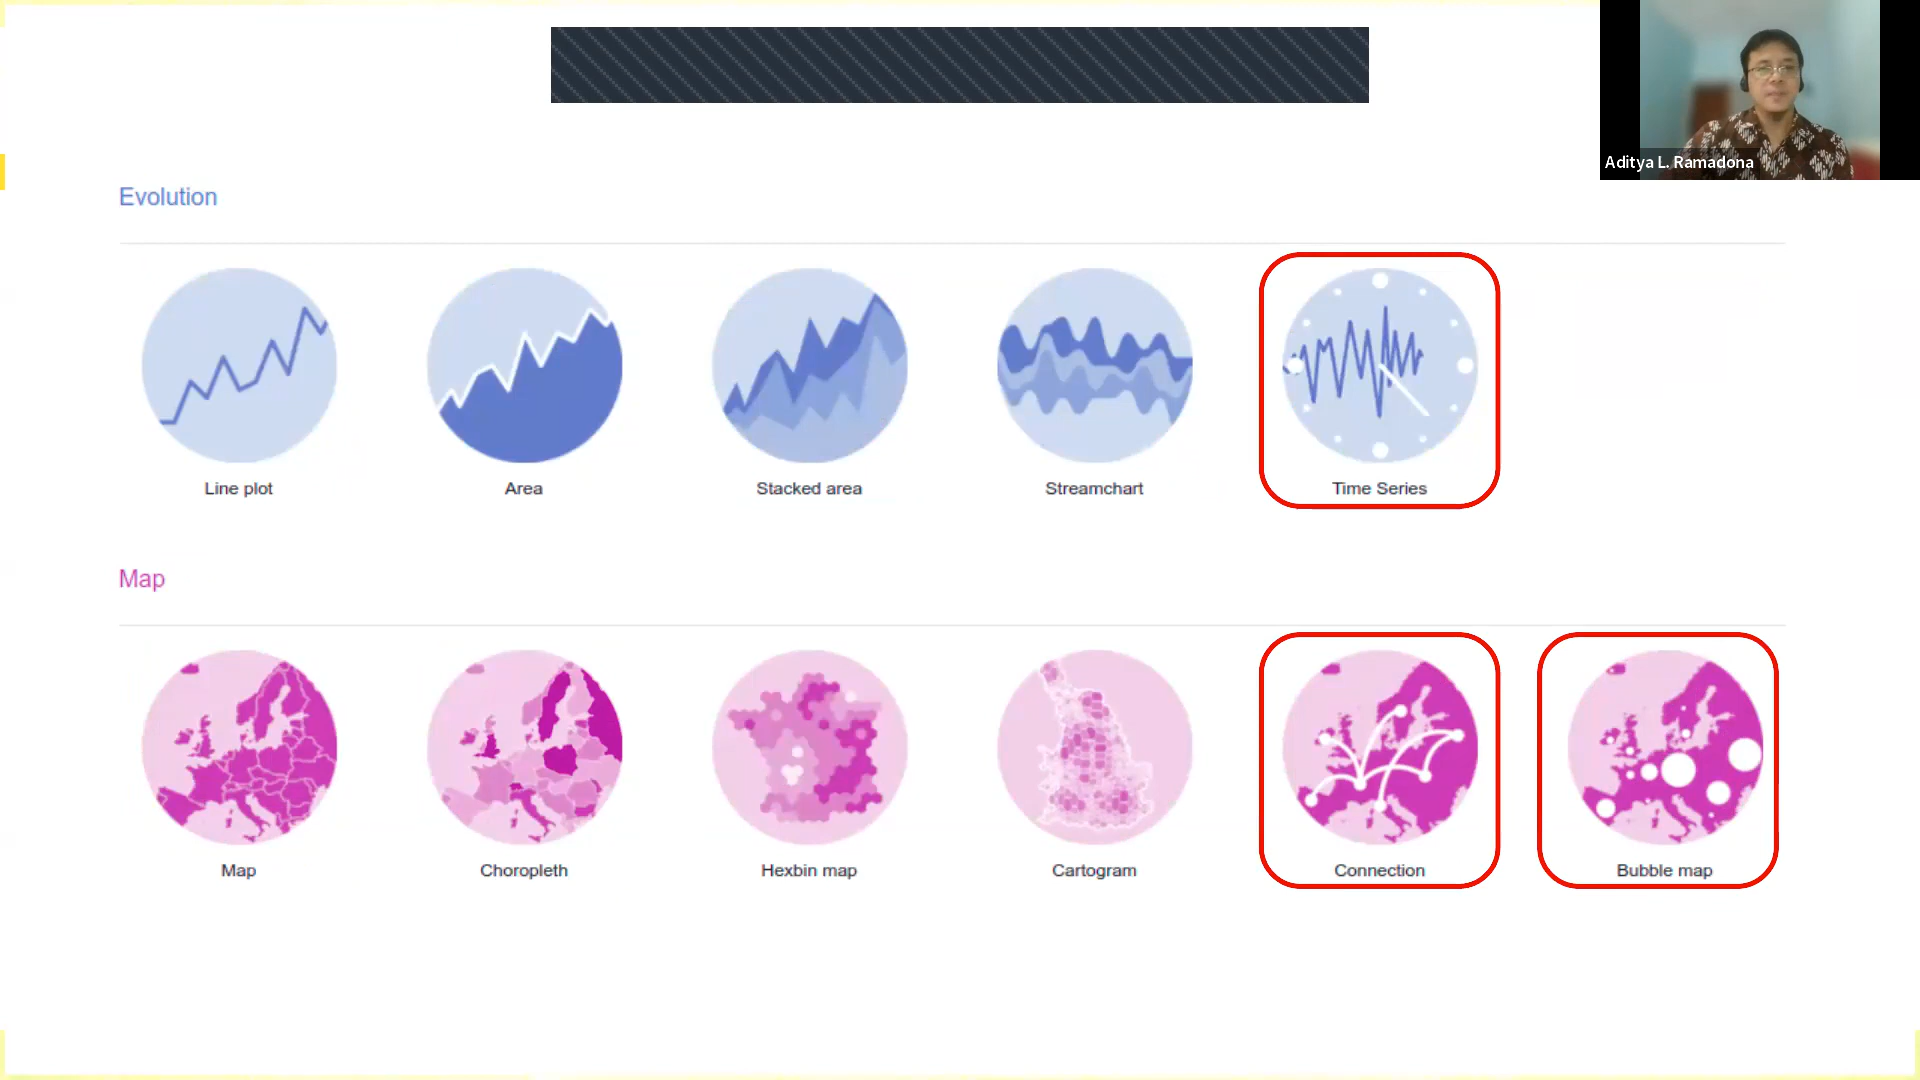 Aditya L. Ramadona
Evolution
Line plot
Area
Stacked area
Streamchart
Time Series
Map
Map
Choropleth
Hexbin map
Cartogram
Connection
Bubble map